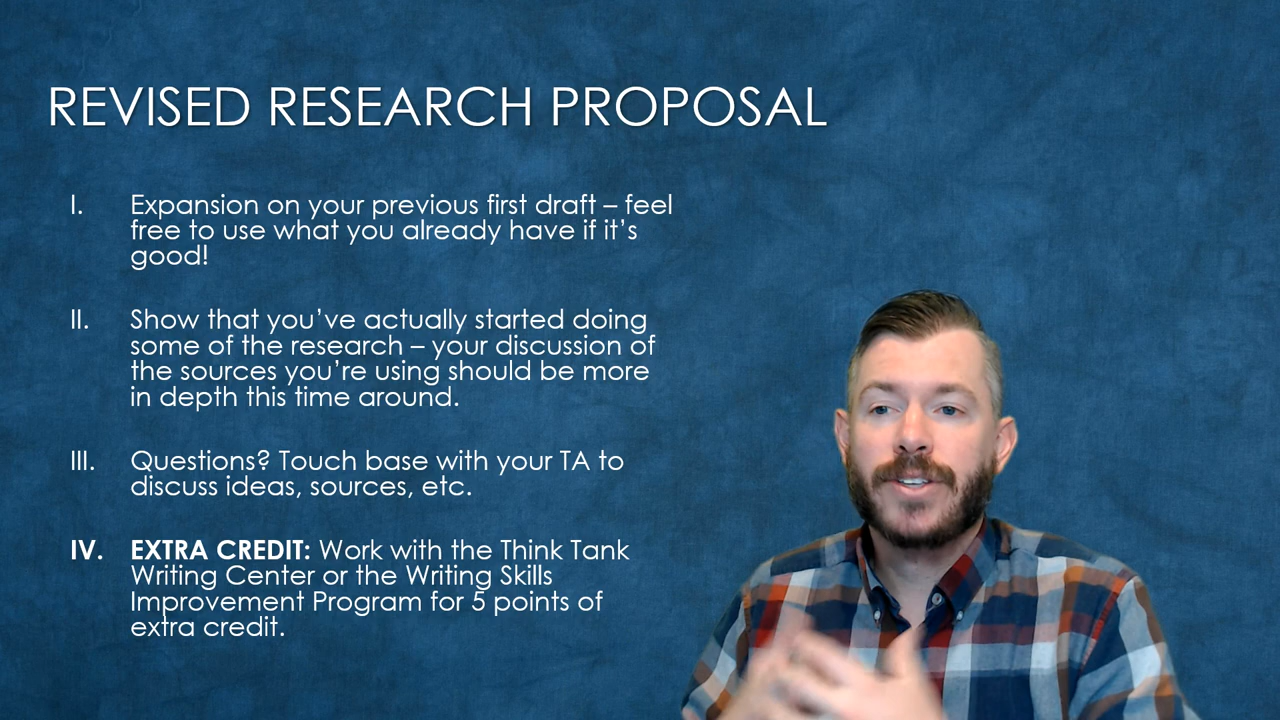 REVISED RESEARCH PROPOSAL
I. Expansion on your previous first draft – feel
free to use what you already have if it’s
good!
II. Show that you’ve actually started doing
some of the research – your discussion of
the sources you’re using should be more
in depth this time around.
III. Questions? Touch base with your TA to
discuss ideas, sources, etc.
IV. EXTRA CREDIT: Work with the Think Tank
Writing Center or the Writing Skills
Improvement Program for 5 points of
extra credit.